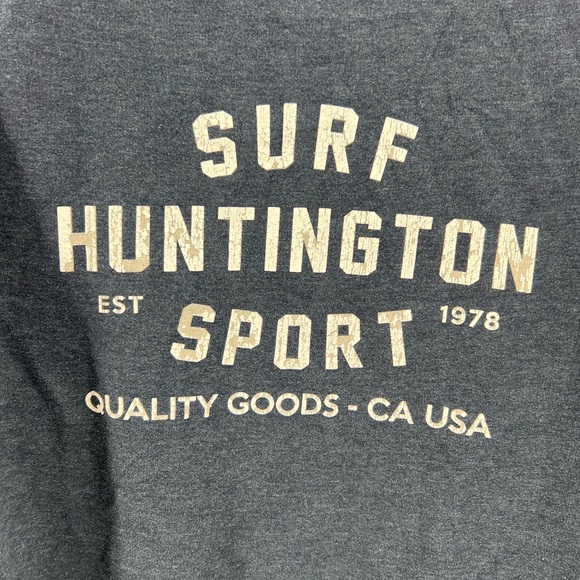 SURF
HUNTINGTON
EST SPORT 1978
QUALITY GOODS - CA USA